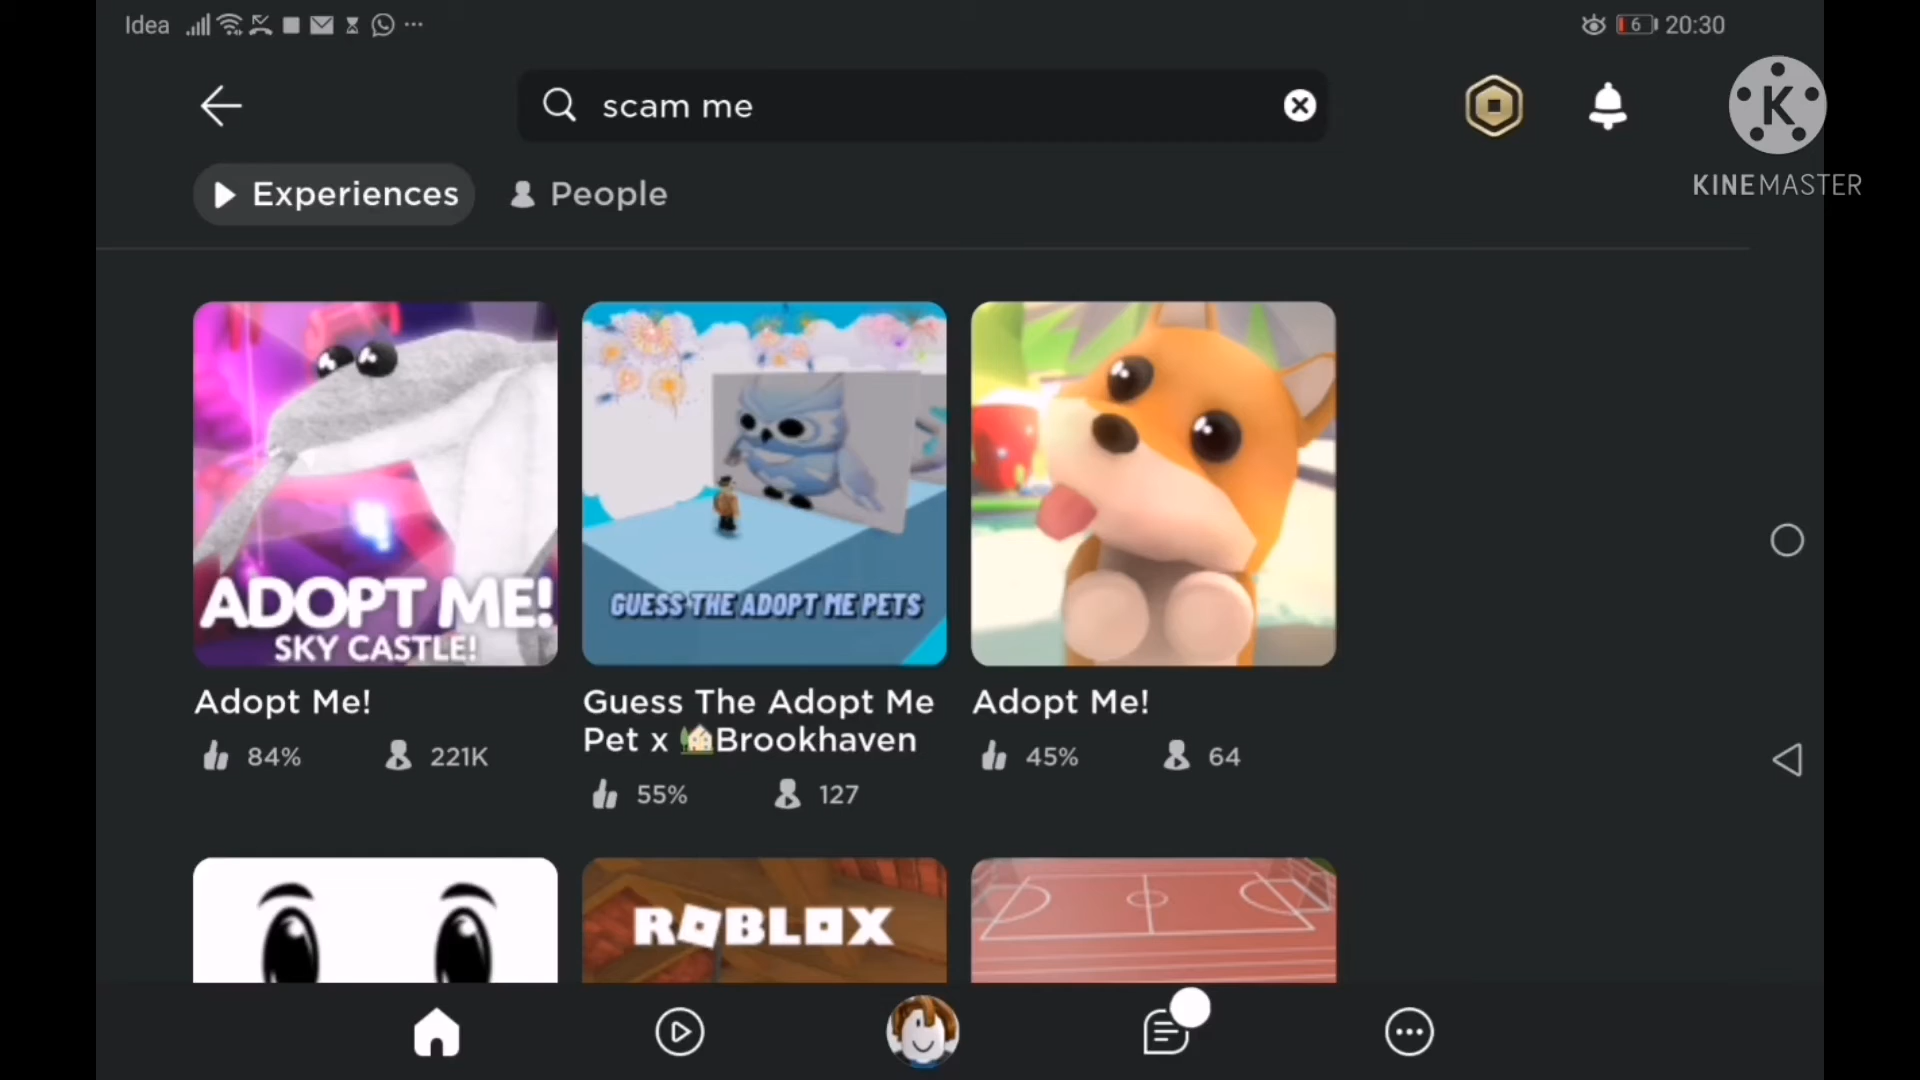 Idea
6 20:30
scam me
K
KINEMASTER
Experiences People
ADOPT ME!
SKY CASTLE!
GUESS THE ADOPT ME PETS
Adopt Me!
Guess The Adopt Me
Pet x Brookhaven
Adopt Me!
84% 221K
55% 127
45% 64
ROBLOX